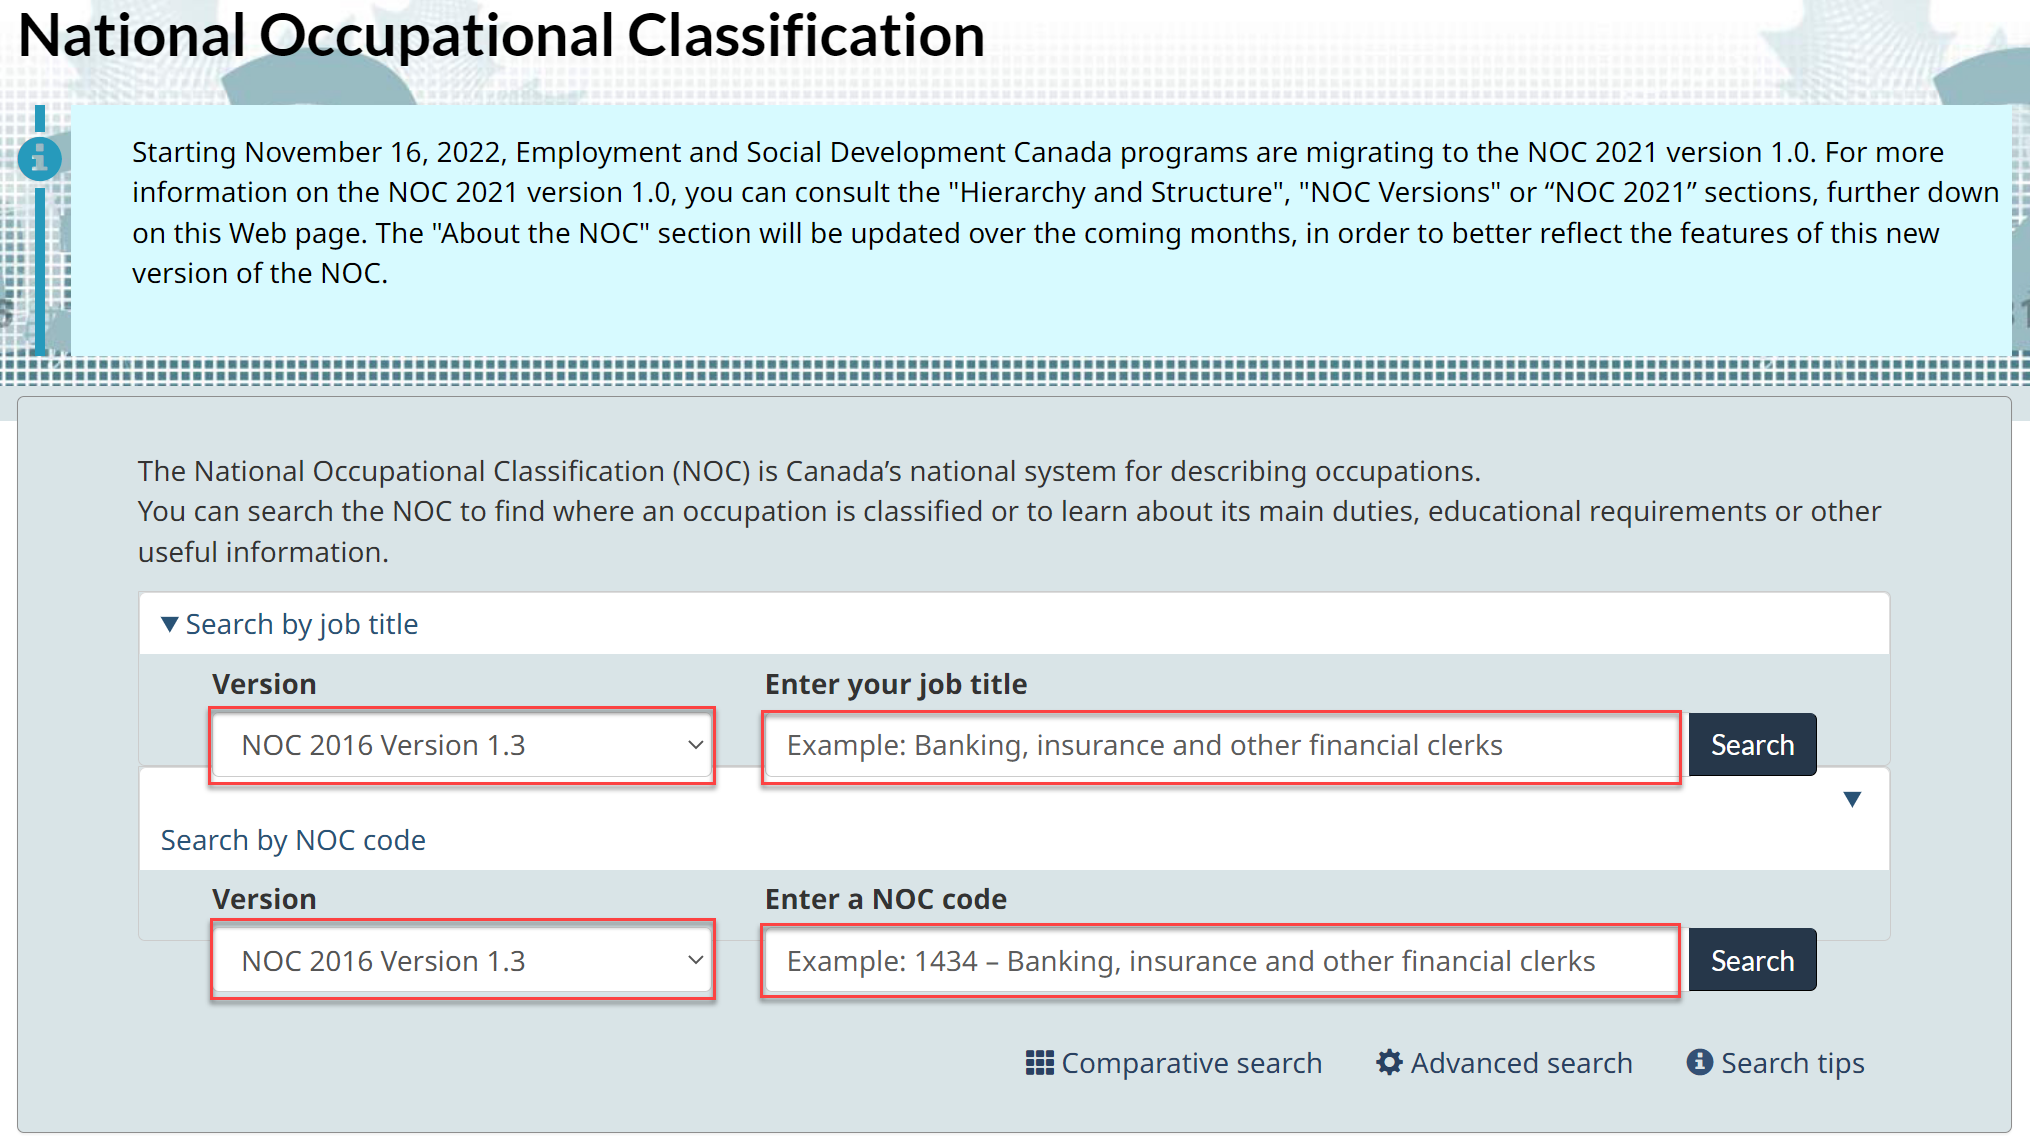 National Occupational Classification
Starting November 16, 2022, Employment and Social Development Canada programs are migrating to the NOC 2021 version 1.0. For more
information on the NOC 2021 version 1.0, you can consult the "Hierarchy and Structure", "NOC Versions" or “NOC 2021” sections, further down
on this Web page. The "About the NOC" section will be updated over the coming months, in order to better reflect the features of this new
version of the NOC.
The National Occupational Classification (NOC) is Canada’s national system for describing occupations.
You can search the NOC to find where an occupation is classified or to learn about its main duties, educational requirements or other
useful information.
▼ Search by job title
Version Enter your job title
NOC 2016 Version 1.3 Example: Banking, insurance and other financial clerks Search
▼
Search by NOC code
Version Enter a NOC code
NOC 2016 Version 1.3 Example: 1434 – Banking, insurance and other financial clerks Search
Comparative search Advanced search Search tips